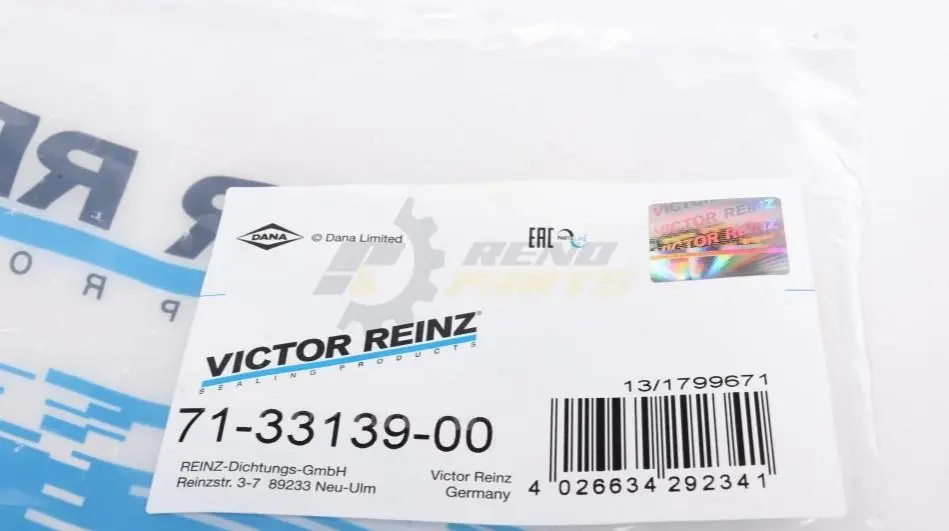 DANA
© Dana Limited
EAC
RENO
PARTS
VICTOR REINZ
VICTOR REINZ
VICTOR REINZ®
SEALING PRODUCTS
13/1799671
71-33139-00
REINZ-Dichtungs-GmbH
Reinzstr. 3-7 89233 Neu-Ulm
Victor Reinz
Germany
4 026634 292341